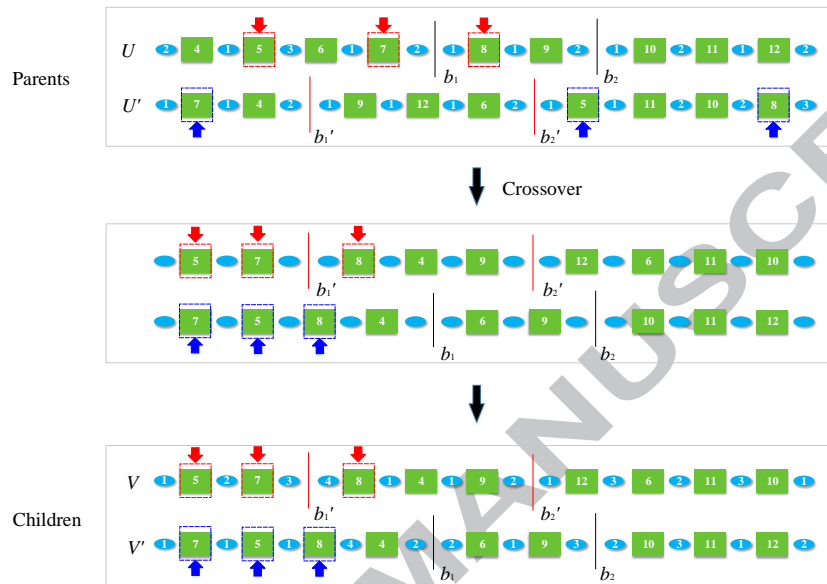 U 2 4 1 5 3 6 1 7 2 1 8 1 9 2 1 10 2 11 1 12 2
b₁ b₂
Parents
U' 1 7 1 4 2 1 9 1 12 1 6 2 1 5 1 11 2 10 2 8 3
b₁' b₂'
Crossover
5 7 8 4 9 12 6 11 10
b₁' b₂'
7 5 8 4 6 9 10 11 12
b₁ b₂
V 1 5 2 7 3 4 8 1 4 1 9 2 1 12 3 6 2 11 3 10 1
b₁' b₂'
Children
V' 1 7 1 5 1 8 4 4 2 2 6 1 9 3 2 10 3 11 1 12 2
b₁ b₂
MANUSCR